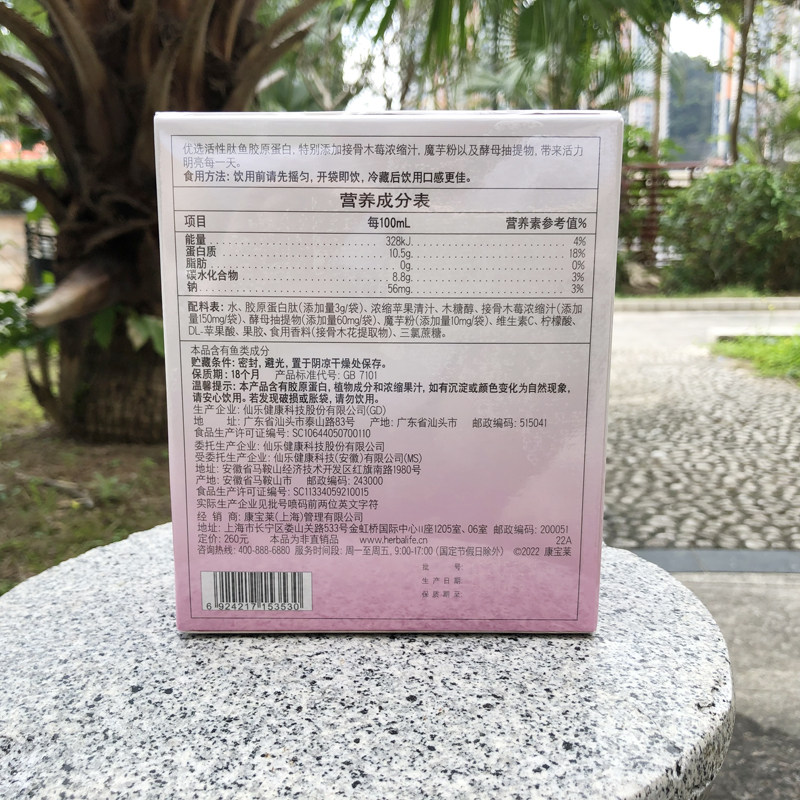 优选活性肽鱼胶原蛋白, 特别添加接骨木莓浓缩汁, 魔芋粉以及酵母抽提物, 带来活力
明亮每一天。
食用方法: 饮用前请先摇匀, 开袋即饮, 冷藏后饮用口感更佳。
营养成分表
项目 每100mL 营养素参考值%
能量 328kJ 4%
蛋白质 10.5g 18%
脂肪 0g 0%
碳水化合物 8.8g 3%
钠 56mg 3%
配料表: 水、胶原蛋白肽(添加量3g/袋)、浓缩苹果清汁、木糖醇、接骨木莓浓缩汁(添加
量150mg/袋)、酵母抽提物(添加量60mg/袋)、魔芋粉(添加量10mg/袋)、维生素C、柠檬酸、
DL-苹果酸、果胶、食用香料(接骨木花提取物)、三氯蔗糖。
本品含有鱼类成分
贮藏条件: 密封, 避光, 置于阴凉干燥处保存。
保质期: 18个月 产品标准代号: GB 7101
温馨提示: 本产品含有胶原蛋白, 植物成分和浓缩果汁, 如有沉淀或颜色变化为自然现象,
请安心饮用。若发现破损或胀袋, 请勿饮用。
生产企业: 仙乐健康科技股份有限公司(GD)
地 址: 广东省汕头市泰山路83号 产地: 广东省汕头市 邮政编码: 515041
食品生产许可证编号: SC10644050700110
委托生产企业: 仙乐健康科技股份有限公司
受委托生产企业: 仙乐健康科技(安徽)有限公司(MS)
地址: 安徽省马鞍山经济技术开发区红旗南路1980号
产地: 安徽省马鞍山市 邮政编码: 243000
食品生产许可证编号: SC11334059210015
实际生产企业见批号喷码前两位英文字符
经 销 商: 康宝莱(上海)管理有限公司
地址: 上海市长宁区娄山关路533号金虹桥国际中心II座1205室、06室 邮政编码: 200051
定价: 260元 本品为非直销品 www.herbalife.cn 22A
咨询热线: 400-888-6880 服务时间段: 周一至周五, 9:00-17:00 (国定节假日除外) ©2022 康宝莱
批 号:
生产日期:
保质期至:
6 924217 153530